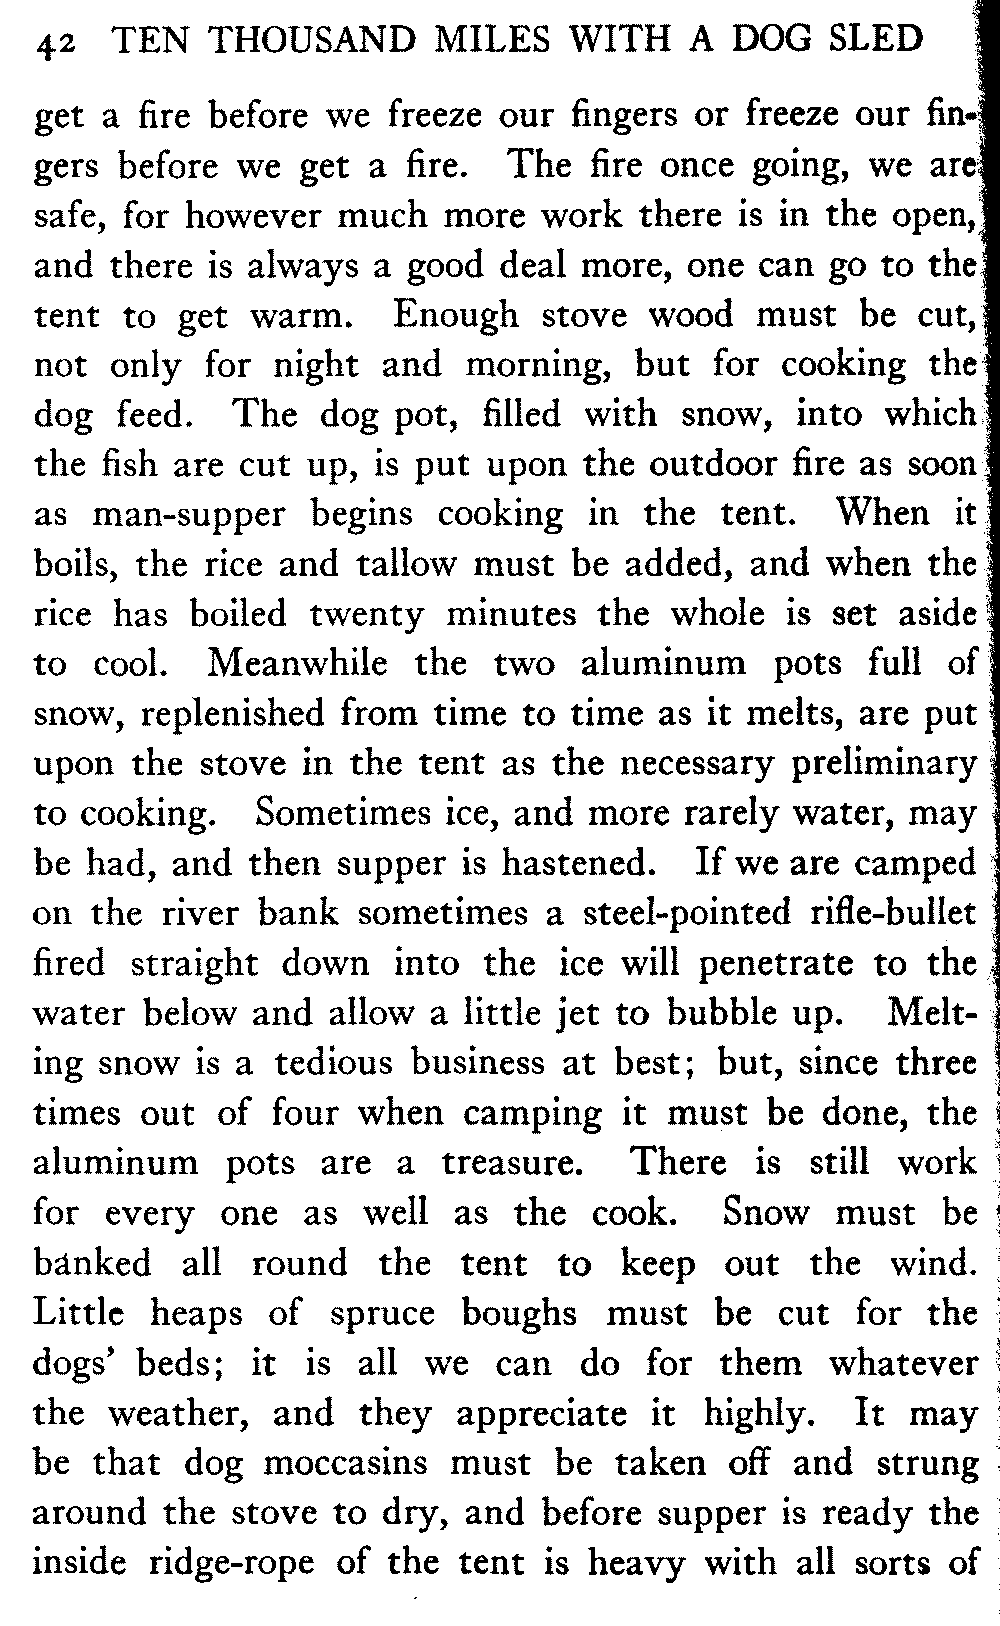 42 TEN THOUSAND MILES WITH A DOG SLED
get a fire before we freeze our fingers or freeze our fin-
gers before we get a fire. The fire once going, we are
safe, for however much more work there is in the open,
and there is always a good deal more, one can go to the
tent to get warm. Enough stove wood must be cut,
not only for night and morning, but for cooking the
dog feed. The dog pot, filled with snow, into which
the fish are cut up, is put upon the outdoor fire as soon
as man-supper begins cooking in the tent. When it
boils, the rice and tallow must be added, and when the
rice has boiled twenty minutes the whole is set aside
to cool. Meanwhile the two aluminum pots full of
snow, replenished from time to time as it melts, are put
upon the stove in the tent as the necessary preliminary
to cooking. Sometimes ice, and more rarely water, may
be had, and then supper is hastened. If we are camped
on the river bank sometimes a steel-pointed rifle-bullet
fired straight down into the ice will penetrate to the
water below and allow a little jet to bubble up. Melt-
ing snow is a tedious business at best; but, since three
times out of four when camping it must be done, the
aluminum pots are a treasure. There is still work
for every one as well as the cook. Snow must be
banked all round the tent to keep out the wind.
Little heaps of spruce boughs must be cut for the
dogs' beds; it is all we can do for them whatever
the weather, and they appreciate it highly. It may
be that dog moccasins must be taken off and strung
around the stove to dry, and before supper is ready the
inside ridge-rope of the tent is heavy with all sorts of